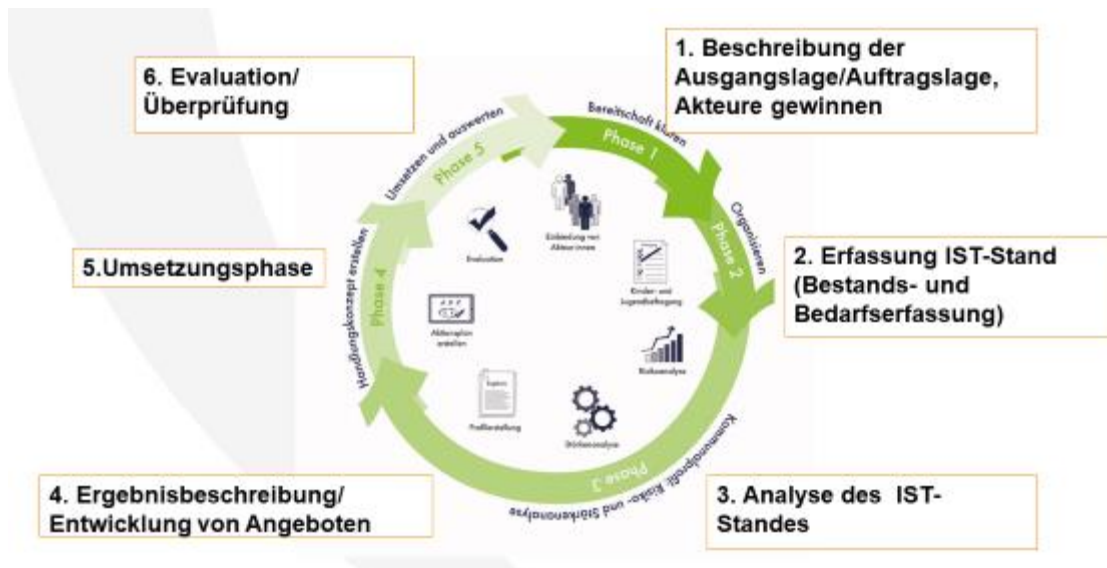 1. Beschreibung der
Ausgangslage/Auftragslage,
Akteure gewinnen
6. Evaluation/
Überprüfung
Bereitschaft klären
Phase 1
Umsetzen und auswerten
Phase 5
Organisieren
Phase 2
Einbindung von
Akteur:innen
Evaluation
Kinder- und
Jugendbefragung
5.Umsetzungsphase
2. Erfassung IST-Stand
(Bestands- und
Bedarfserfassung)
Handlungskonzept erstellen
Phase 4
Aktionsplan
erstellen
Risikoanalyse
Profilerstellung
Stärkenanalyse
Phase 3
Kommunalprofil: Risiko- und Stärkenanalyse
4. Ergebnisbeschreibung/
Entwicklung von Angeboten
3. Analyse des  IST-
Standes